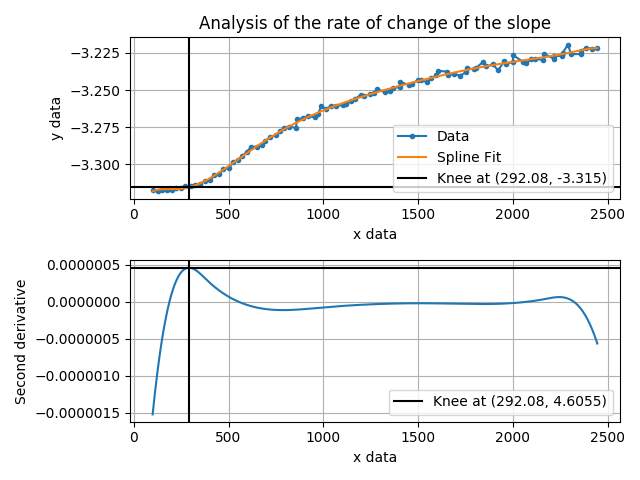 Analysis of the rate of change of the slope
−3.225
−3.250
−3.275
−3.300
y data
Data
Spline Fit
Knee at (292.08, -3.315)
0 500 1000 1500 2000 2500
x data
0.0000005
0.0000000
−0.0000005
−0.0000010
−0.0000015
Second derivative
Knee at (292.08, 4.6055)
0 500 1000 1500 2000 2500
x data